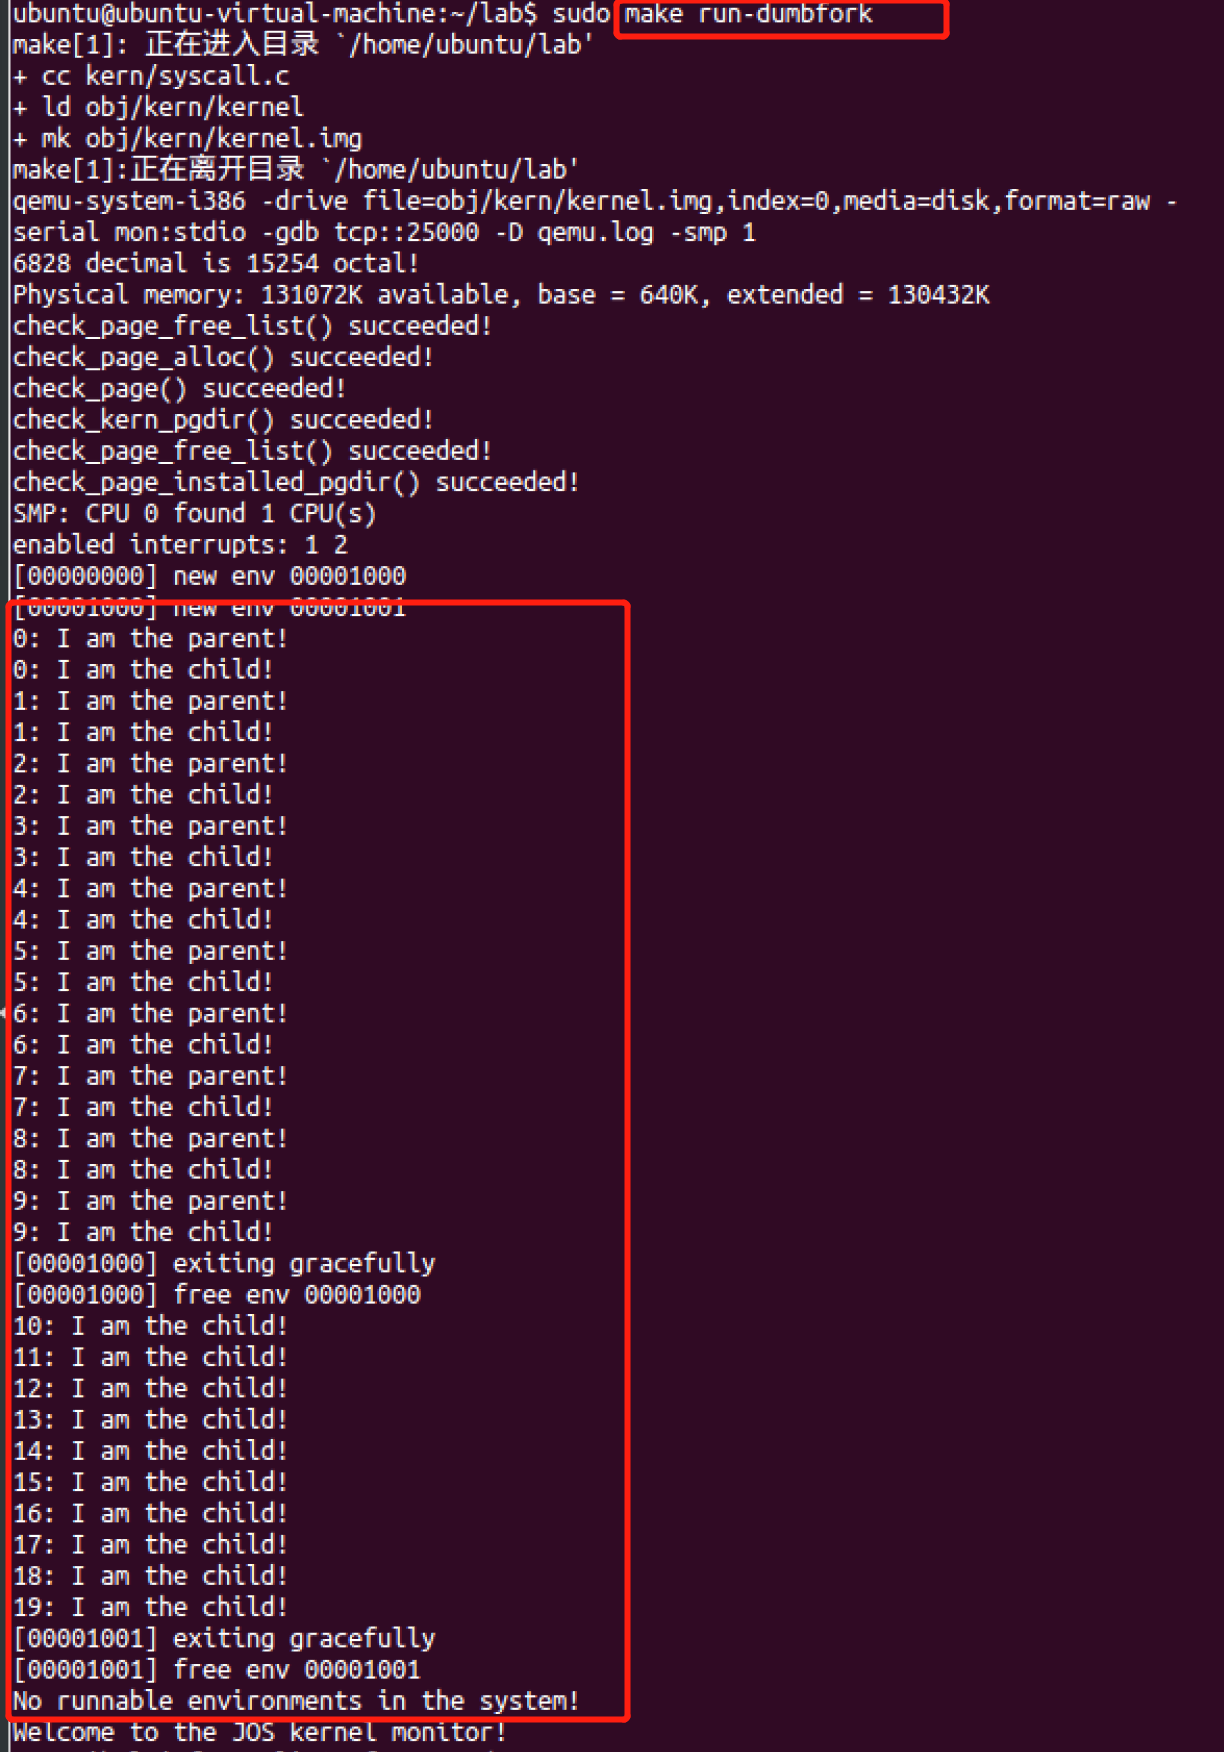 ubuntu@ubuntu-virtual-machine:~/lab$ sudo make run-dumbfork
make[1]: 正在进入目录 `/home/ubuntu/lab'
+ cc kern/syscall.c
+ ld obj/kern/kernel
+ mk obj/kern/kernel.img
make[1]:正在离开目录 `/home/ubuntu/lab'
qemu-system-i386 -drive file=obj/kern/kernel.img,index=0,media=disk,format=raw -
serial mon:stdio -gdb tcp::25000 -D qemu.log -smp 1
6828 decimal is 15254 octal!
Physical memory: 131072K available, base = 640K, extended = 130432K
check_page_free_list() succeeded!
check_page_alloc() succeeded!
check_page() succeeded!
check_kern_pgdir() succeeded!
check_page_free_list() succeeded!
check_page_installed_pgdir() succeeded!
SMP: CPU 0 found 1 CPU(s)
enabled interrupts: 1 2
[00000000] new env 00001000
[00001000] new env 00001001
0: I am the parent!
0: I am the child!
1: I am the parent!
1: I am the child!
2: I am the parent!
2: I am the child!
3: I am the parent!
3: I am the child!
4: I am the parent!
4: I am the child!
5: I am the parent!
5: I am the child!
6: I am the parent!
6: I am the child!
7: I am the parent!
7: I am the child!
8: I am the parent!
8: I am the child!
9: I am the parent!
9: I am the child!
[00001000] exiting gracefully
[00001000] free env 00001000
10: I am the child!
11: I am the child!
12: I am the child!
13: I am the child!
14: I am the child!
15: I am the child!
16: I am the child!
17: I am the child!
18: I am the child!
19: I am the child!
[00001001] exiting gracefully
[00001001] free env 00001001
No runnable environments in the system!
Welcome to the JOS kernel monitor!